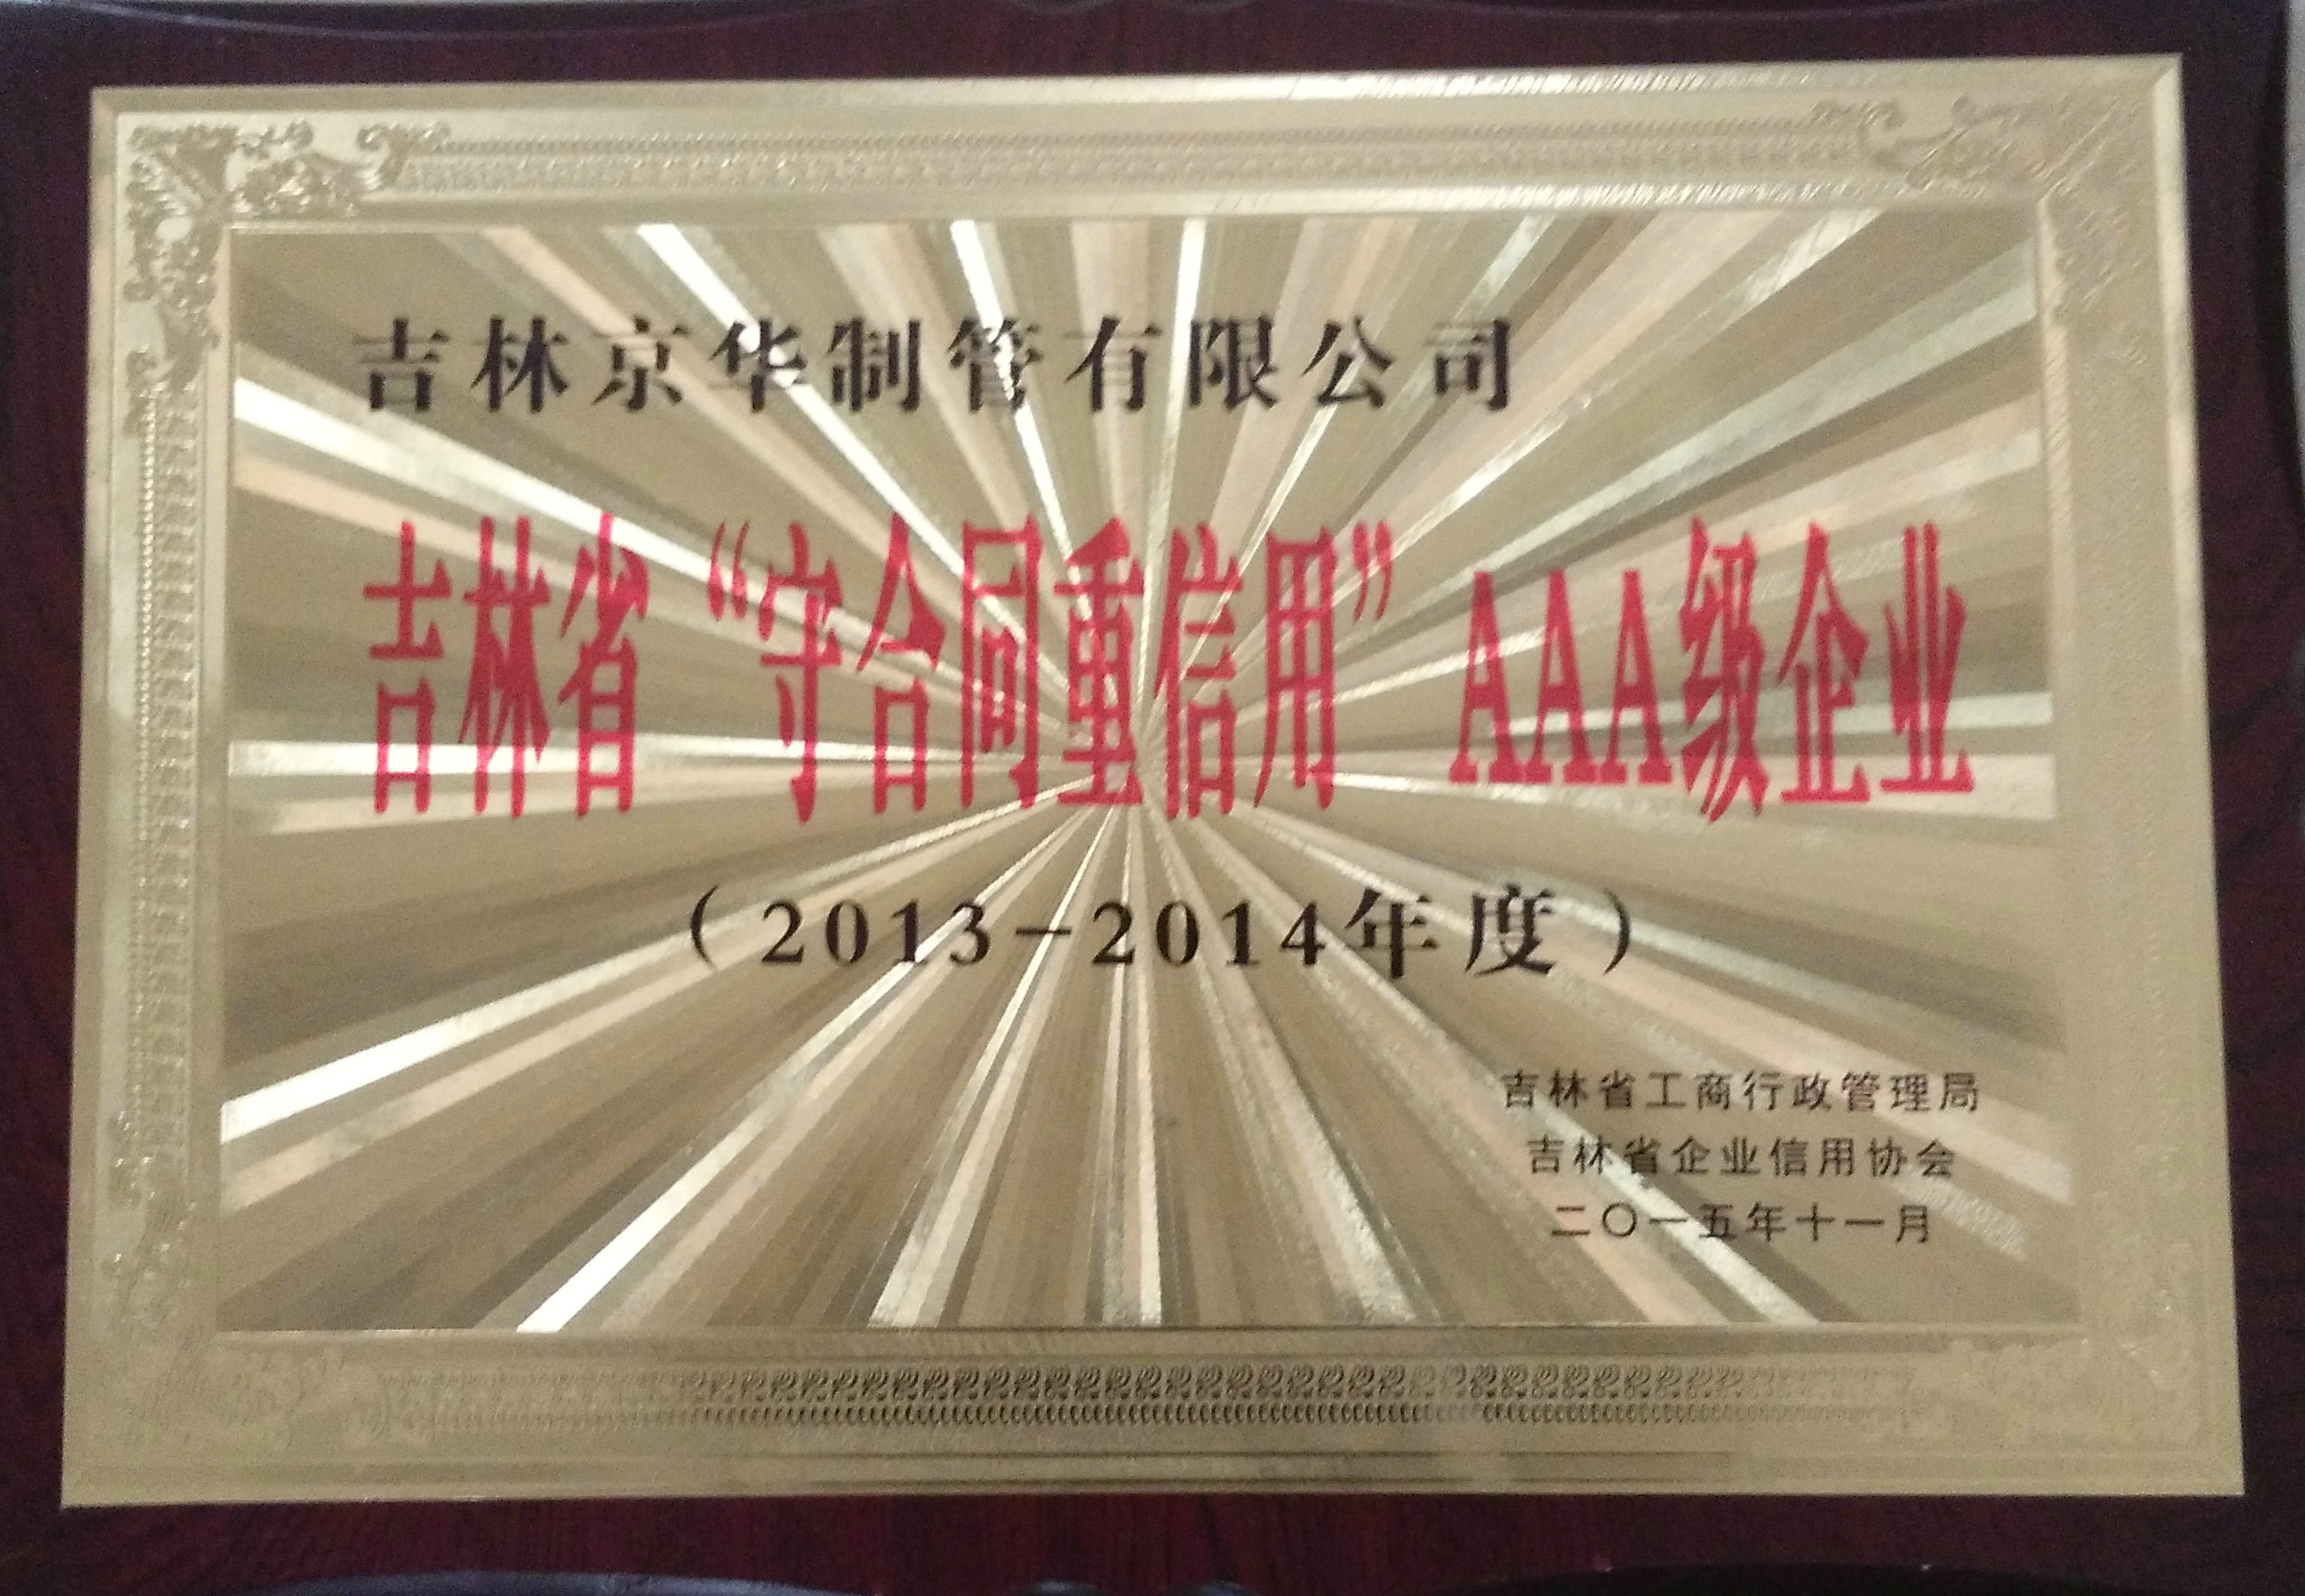 吉林京华制管有限公司
吉林省“守合同重信用”AAA级企业
（2013-2014年度）
吉林省工商行政管理局
吉林省企业信用协会
二〇一五年十一月